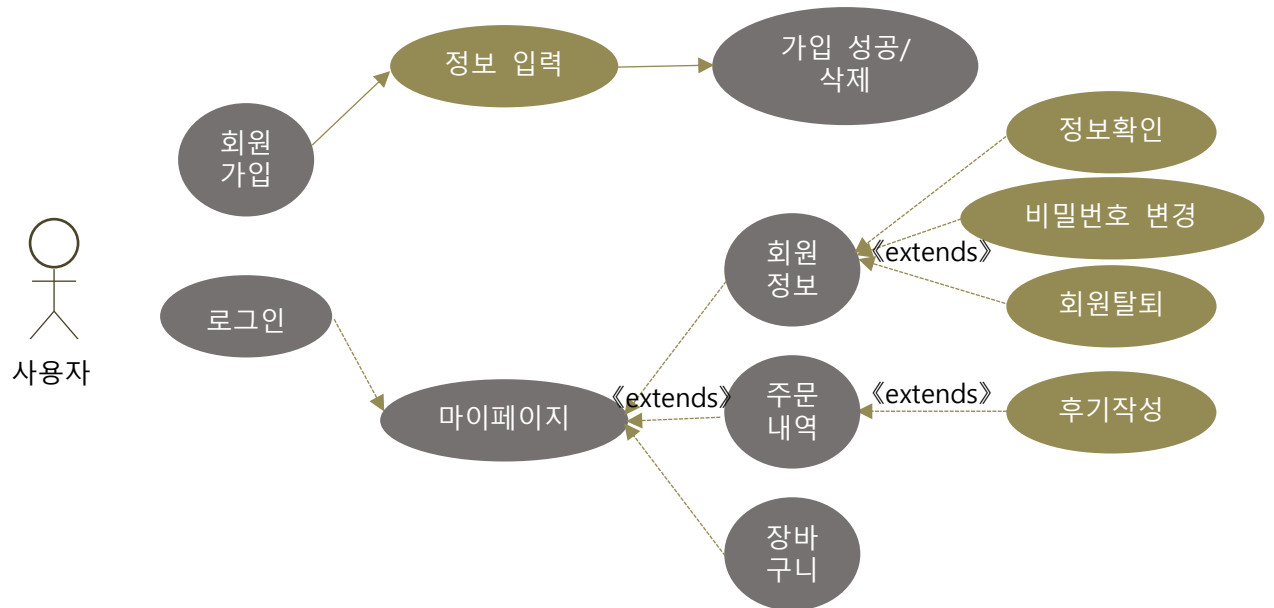 정보 입력
가입 성공/
삭제
회원
가입
정보확인
비밀번호 변경
회원
정보
《extends》
회원탈퇴
로그인
사용자
마이페이지
《extends》
주문
내역
《extends》
후기작성
장바
구니